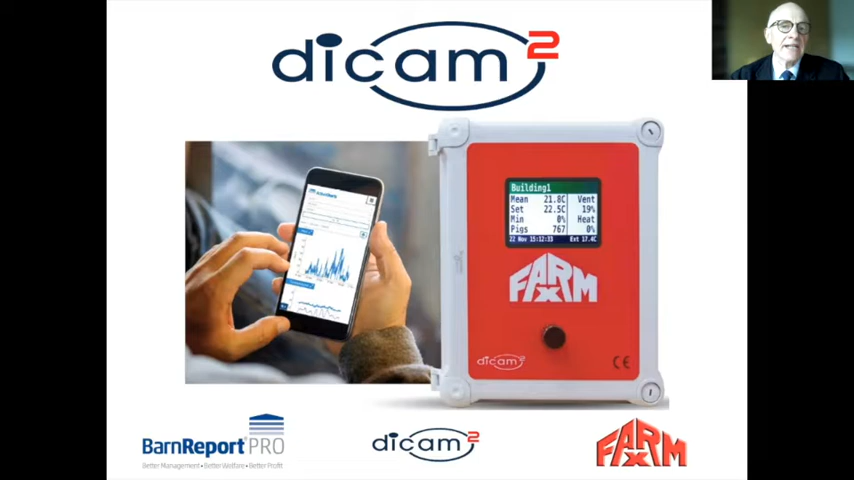 dicam2
Building1
Mean 21.8C Vent
Set 22.5C 19%
Min 0% Heat
Pigs 767 0%
22 Nov 15:12:33 Ext 17.4C
FARM
X
dicam2
CE
BarnReport PRO
Better Management • Better Welfare • Better Profit
dicam2
FARM
X